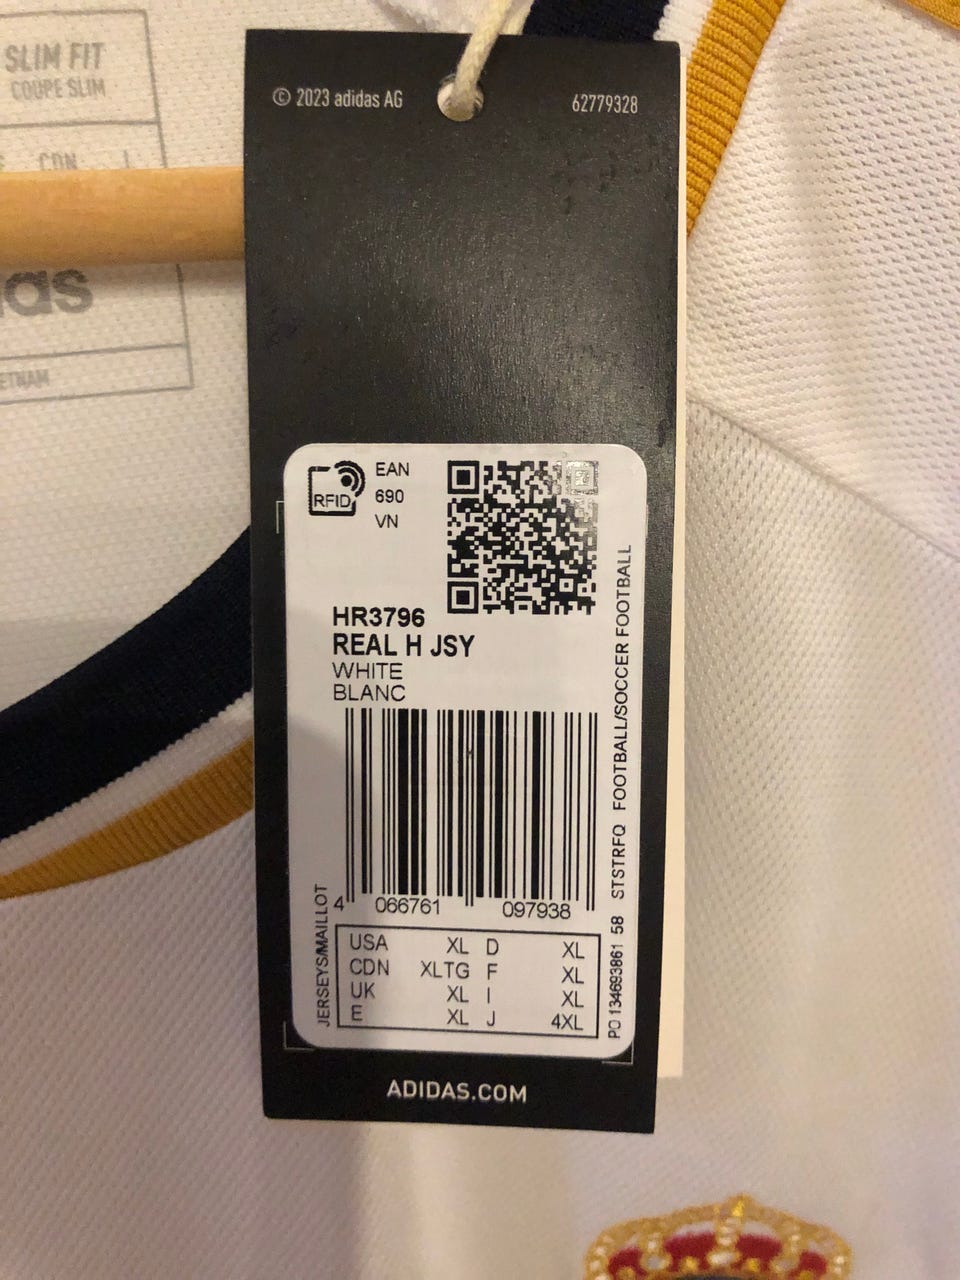 SLIM FIT
COUPE SLIM
CDN
© 2023 adidas AG
62779328
RFID
EAN
690
VN
HR3796
REAL H JSY
WHITE
BLANC
4 066761 097938
USA XL D XL
CDN XLTG F XL
UK XL I XL
E XL J 4XL
JERSEYS/MAILLOT
PO 134693861 58 STSTRFQ FOOTBALL/SOCCER FOOTBALL
ADIDAS.COM
das
ETNAM